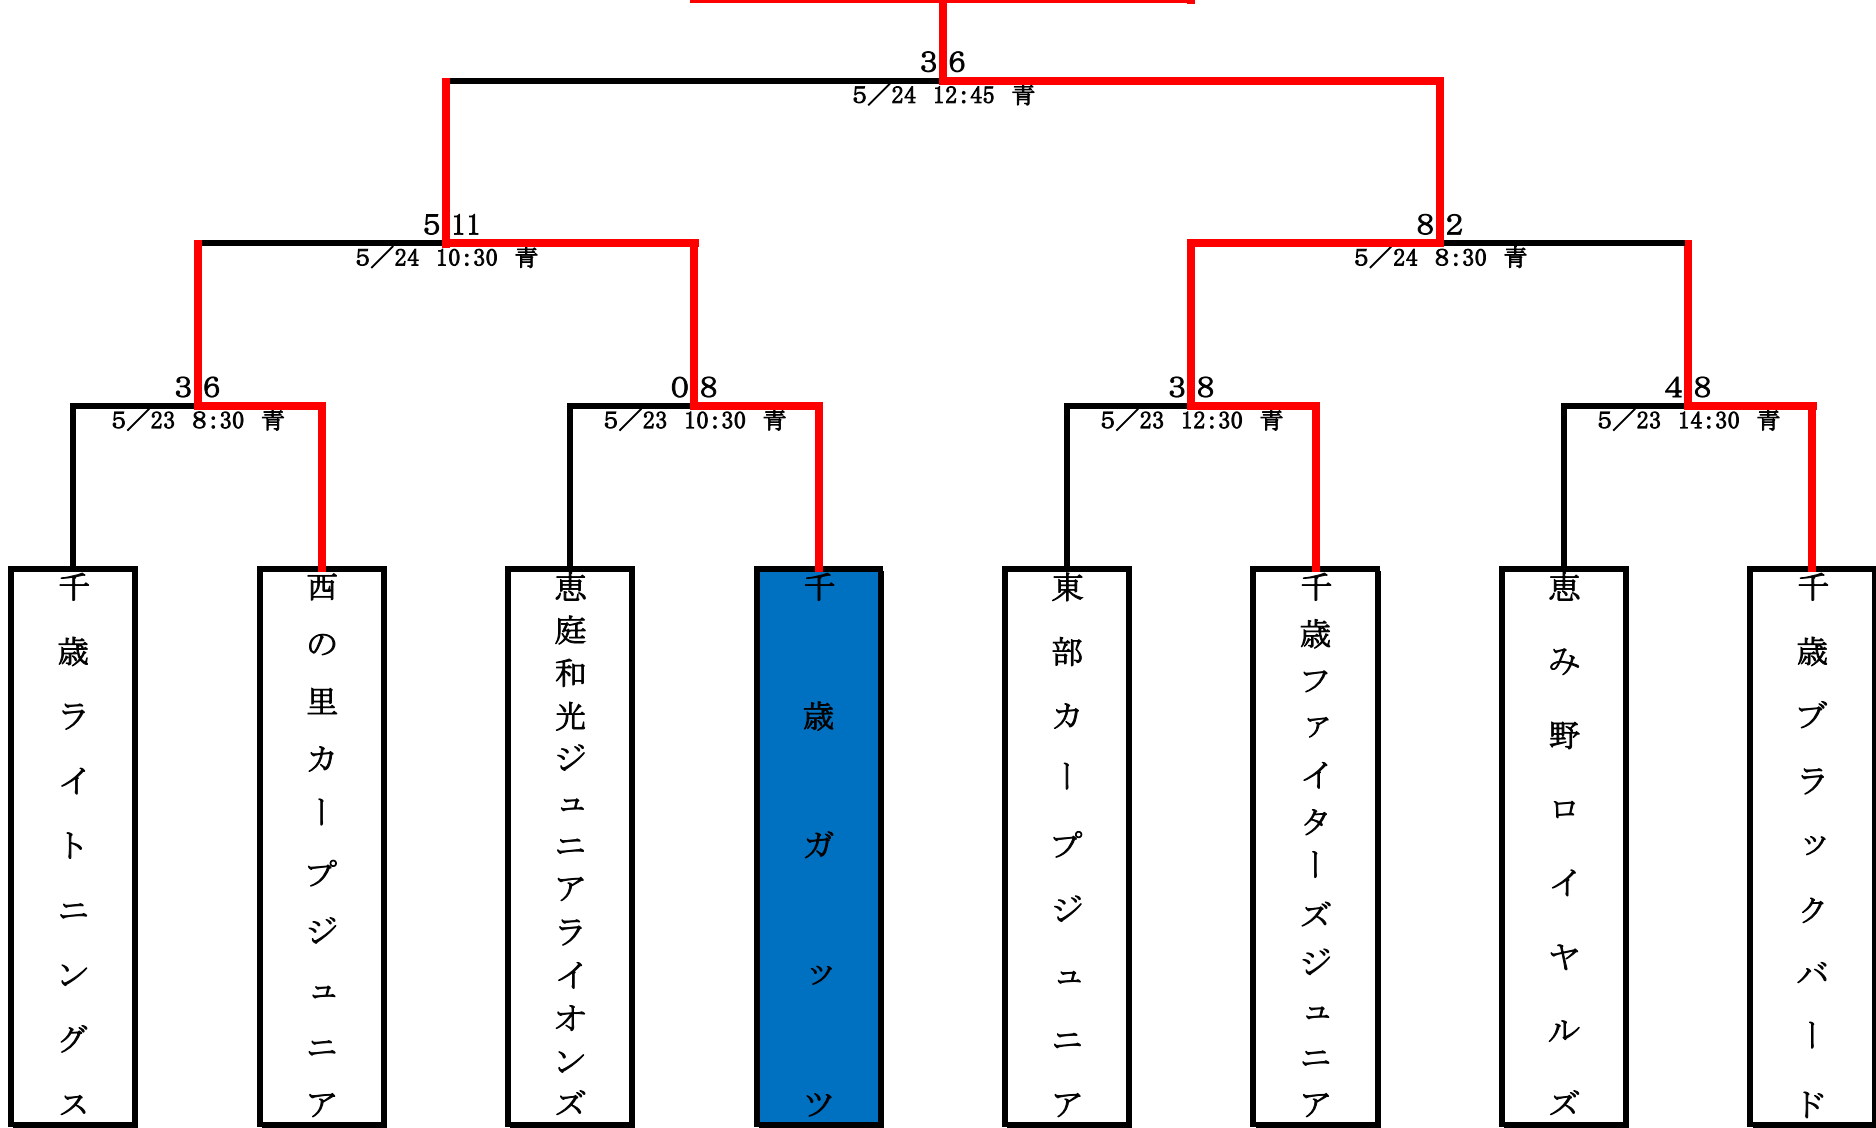 3 6
5／24 12:45 青
5 11
5／24 10:30 青
8 2
5／24 8:30 青
3 6
5／23 8:30 青
0 8
5／23 10:30 青
3 8
5／23 12:30 青
4 8
5／23 14:30 青
千歳ライトニングス
西の里カープジュニア
恵庭和光ジュニアライオンズ
千歳ガッツ
東部カープジュニア
千歳ファイターズジュニア
恵み野ロイヤルズ
千歳ブラックバード